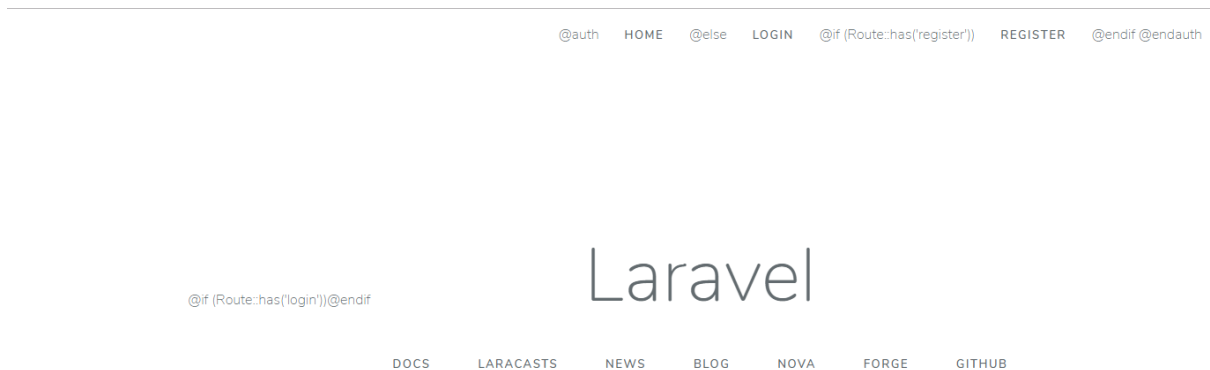 @auth HOME @else LOGIN @if (Route::has('register')) REGISTER @endif @endauth
Laravel
@if (Route::has('login'))@endif
DOCS LARACASTS NEWS BLOG NOVA FORGE GITHUB